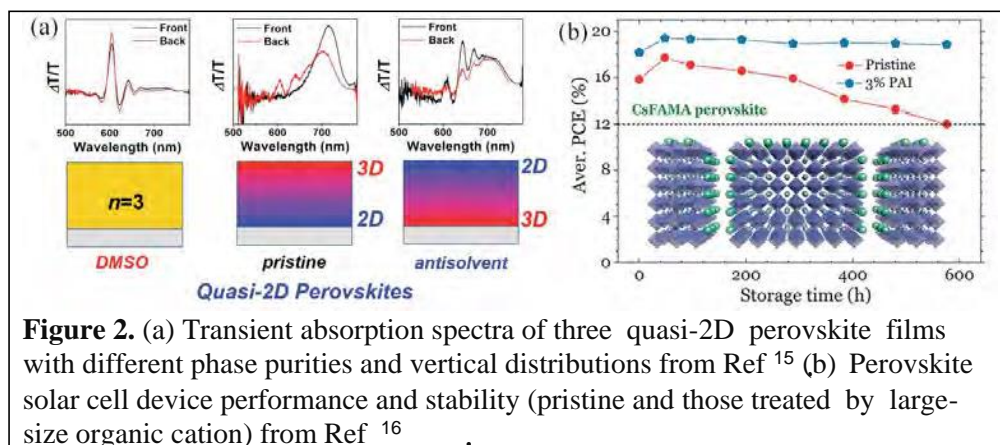 (a)
Front
Back
Front
Back
Front
Back
ΔT/T
ΔT/T
ΔT/T
500 600 700
500 600 700
500 600 700
Wavelength (nm)
Wavelength (nm)
Wavelength (nm)
n=3
3D
2D
2D
3D
DMSO
pristine
antisolvent
Quasi-2D Perovskites
(b)
20
16
12
8
4
0
Aver. PCE (%)
Pristine
3% PAI
CsFAMA perovskite
0 200 400 600
Storage time (h)
Figure 2. (a) Transient absorption spectra of three quasi-2D perovskite films
with different phase purities and vertical distributions from Ref 15 (b) Perovskite
solar cell device performance and stability (pristine and those treated by large-
size organic cation) from Ref 16 .